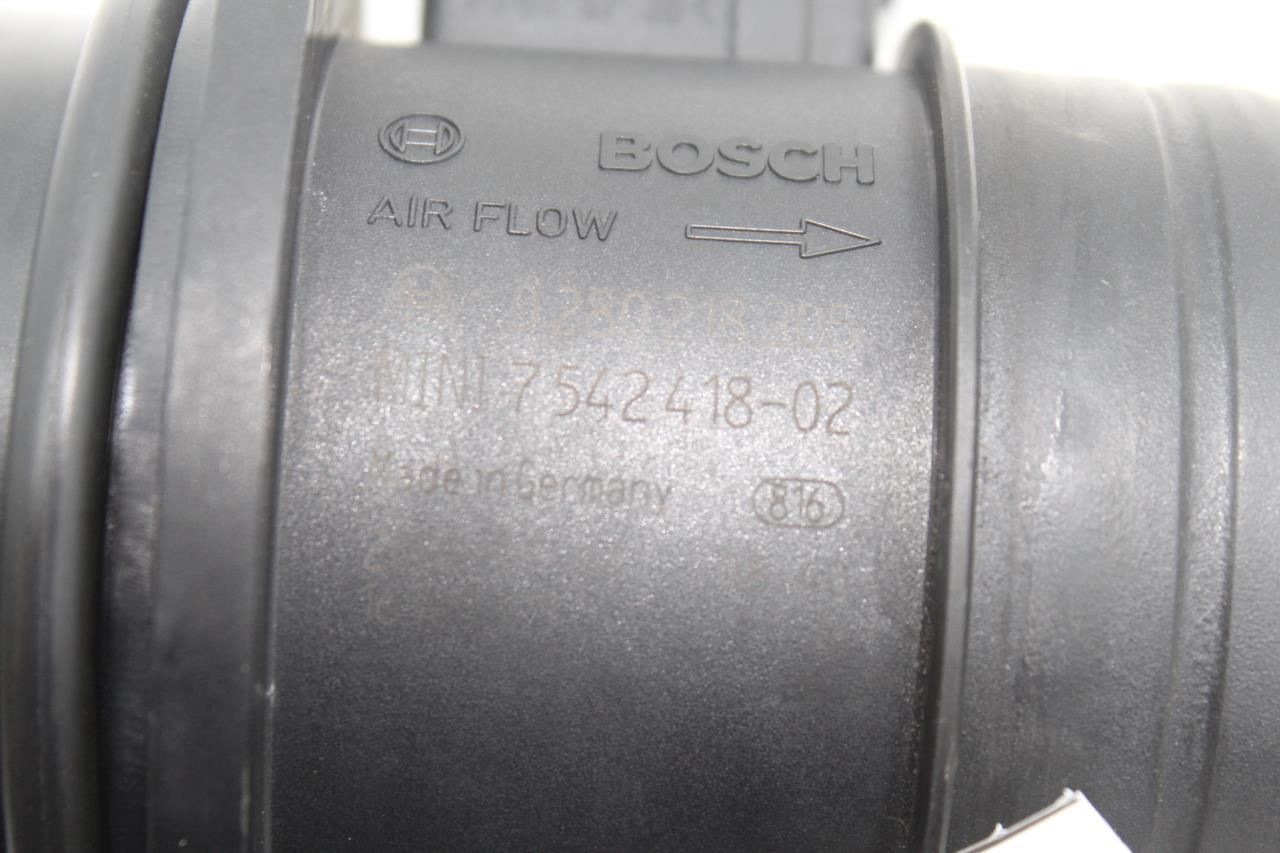 BOSCH
AIR FLOW
0 280 218 205
MINI 7 542 418-02
Made in Germany 816